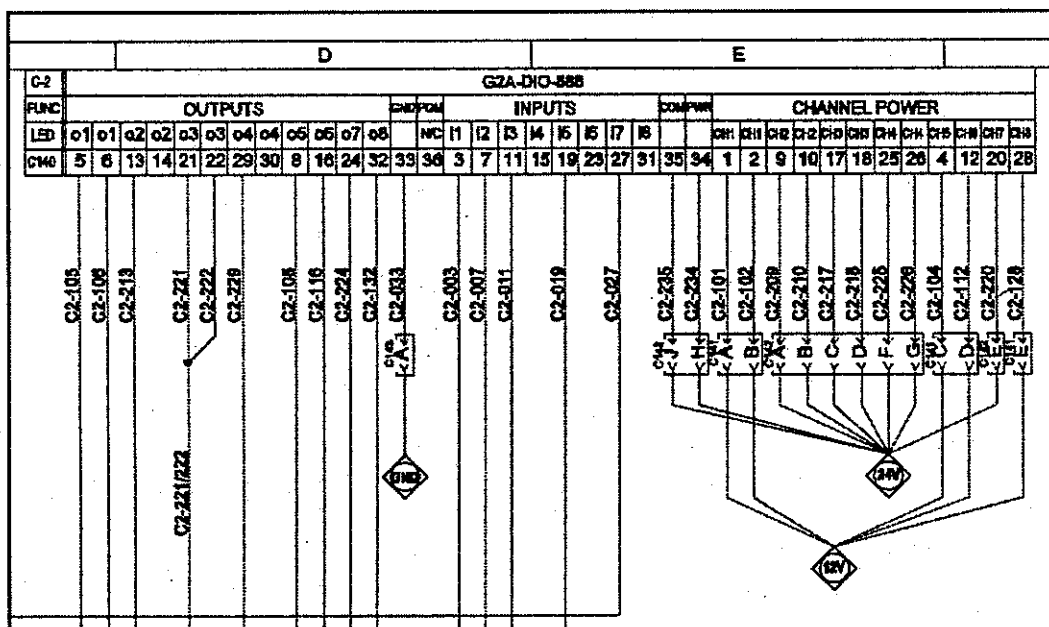 D E
C-2 G2A-DIO-888
FUNC OUTPUTS GND PGM INPUTS COM PWR CHANNEL POWER
LED o1 o1 o2 o2 o3 o3 o4 o4 o5 o6 o7 o8 N/C I1 I2 I3 I4 I5 I6 I7 I8 CH1 CH1 CH2 CH2 CH3 CH3 CH4 CH4 CH5 CH6 CH7 CH8
C140 5 6 13 14 21 22 29 30 8 16 24 32 33 36 3 7 11 15 19 23 27 31 35 34 1 2 9 10 17 18 25 26 4 12 20 28
C2-105 C2-106 C2-213 C2-221 C2-222 C2-229 C2-108 C2-116 C2-224 C2-132 C2-033 C2-003 C2-007 C2-011 C2-019 C2-027 C2-235 C2-234 C2-101 C2-102 C2-209 C2-210 C2-217 C2-218 C2-225 C2-226 C2-104 C2-112 C2-220 C2-128
A J H A B A B C D F G C D E E
C2-221/222
GND 24V
12V